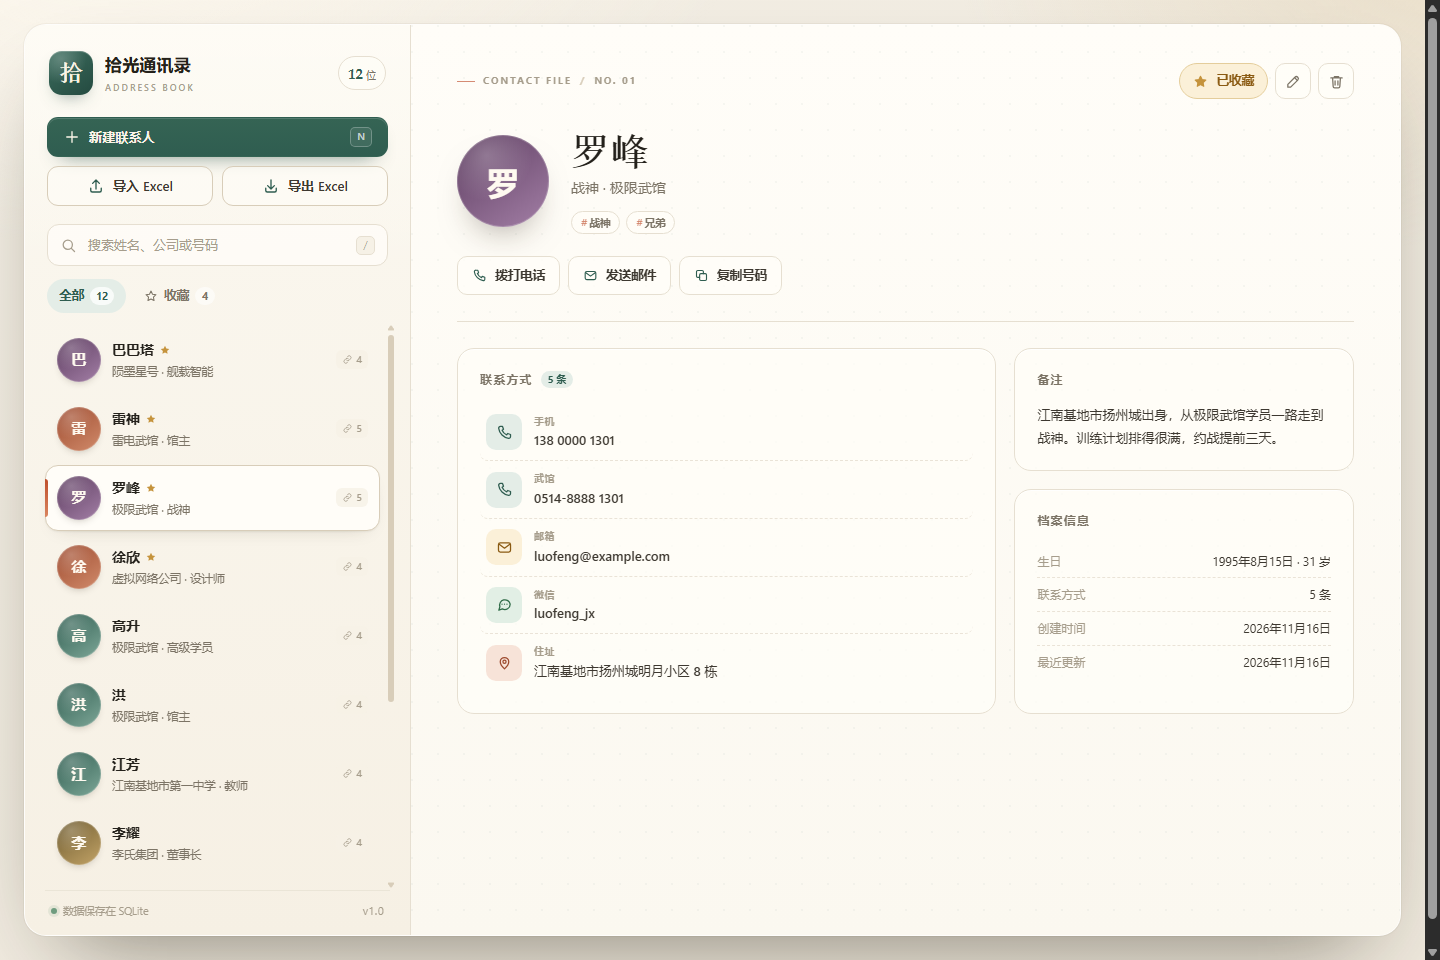 拾
拾光通讯录
ADDRESS BOOK
12 位
新建联系人
N
导入 Excel
导出 Excel
搜索姓名、公司或号码
/
全部 12
收藏 4
巴
巴巴塔
陨墨星号 · 舰载智能
4
雷
雷神
雷电武馆 · 馆主
5
罗
罗峰
极限武馆 · 战神
5
徐
徐欣
虚拟网络公司 · 设计师
4
高
高升
极限武馆 · 高级学员
4
洪
洪
极限武馆 · 馆主
4
江
江芳
江南基地市第一中学 · 教师
4
李
李耀
李氏集团 · 董事长
4
数据保存在 SQLite
v1.0
CONTACT FILE / NO. 01
已收藏
罗
罗峰
战神 · 极限武馆
#战神
#兄弟
拨打电话
发送邮件
复制号码
联系方式 5 条
手机
138 0000 1301
武馆
0514-8888 1301
邮箱
luofeng@example.com
微信
luofeng_jx
住址
江南基地市扬州城明月小区 8 栋
备注
江南基地市扬州城出身，从极限武馆学员一路走到
战神。训练计划排得很满，约战提前三天。
档案信息
生日 1995年8月15日 · 31 岁
联系方式 5 条
创建时间 2026年11月16日
最近更新 2026年11月16日